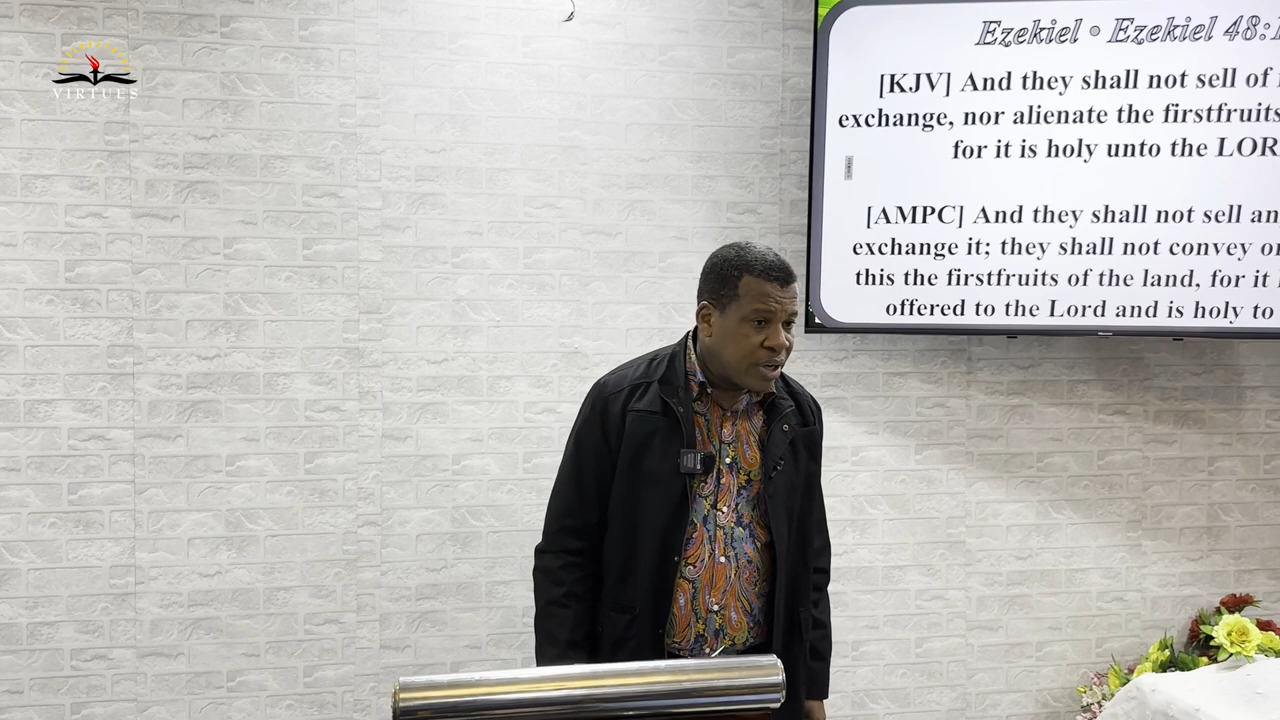 VIRTUES
Ezekiel • Ezekiel 48:
[KJV] And they shall not sell of
exchange, nor alienate the firstfruits
for it is holy unto the LOR
[AMPC] And they shall not sell an
exchange it; they shall not convey or
this the firstfruits of the land, for it
offered to the Lord and is holy to